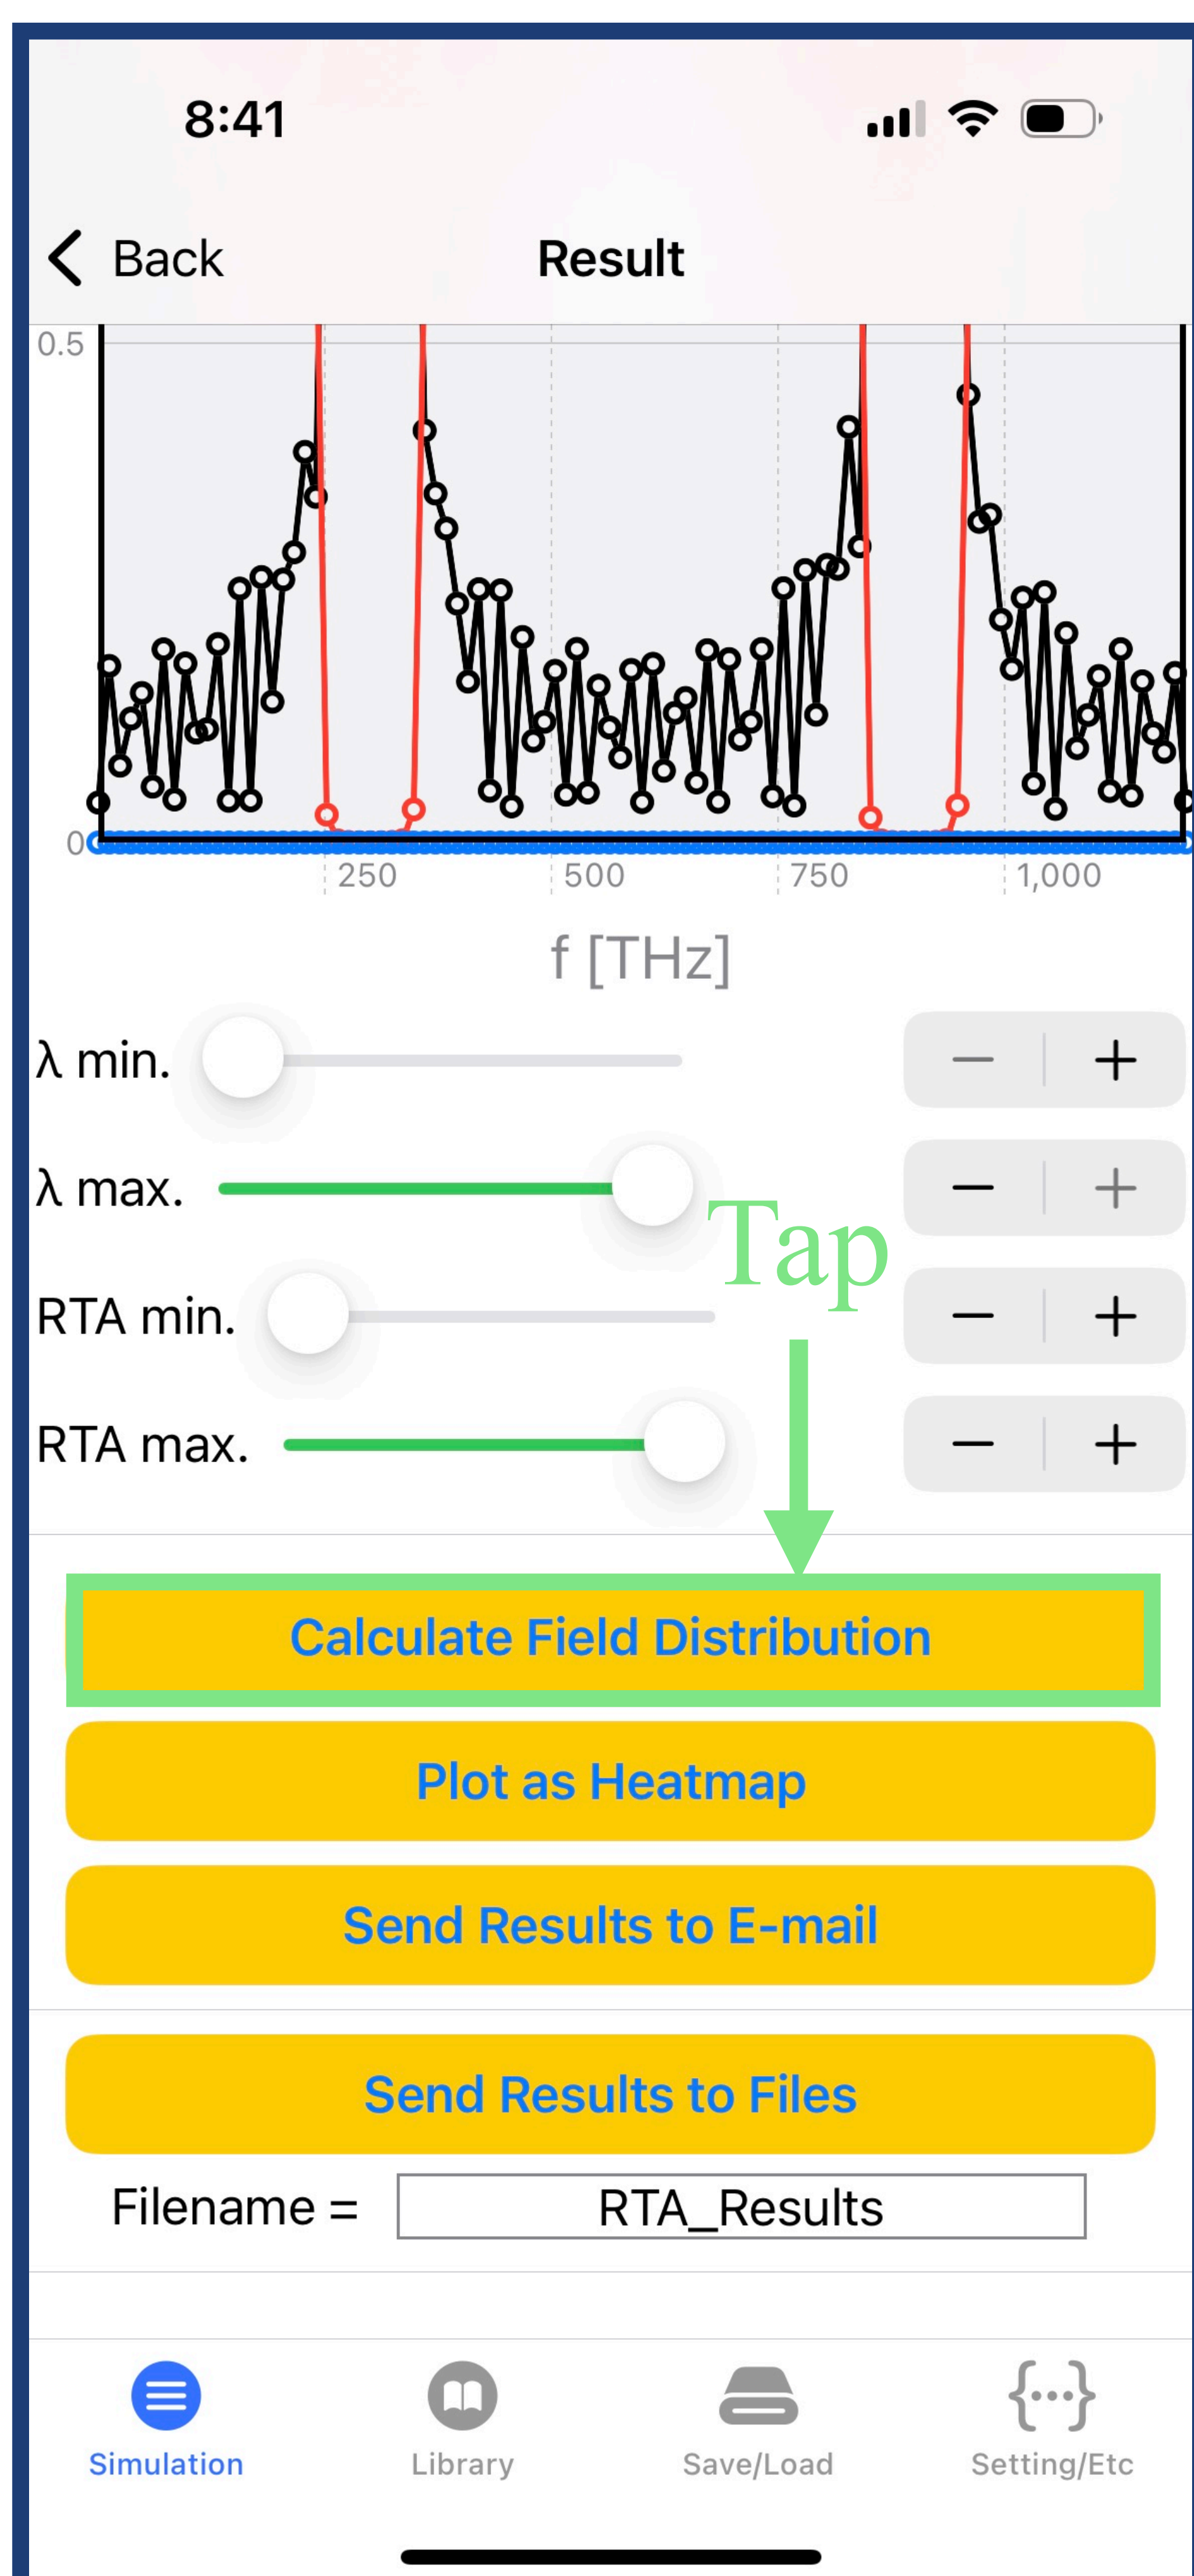 8:41
Back
Result
0.5
0
250 500 750 1,000
f [THz]
λ min.
λ max.
Tap
RTA min.
RTA max.
Calculate Field Distribution
Plot as Heatmap
Send Results to E-mail
Send Results to Files
Filename = RTA_Results
Simulation Library Save/Load Setting/Etc